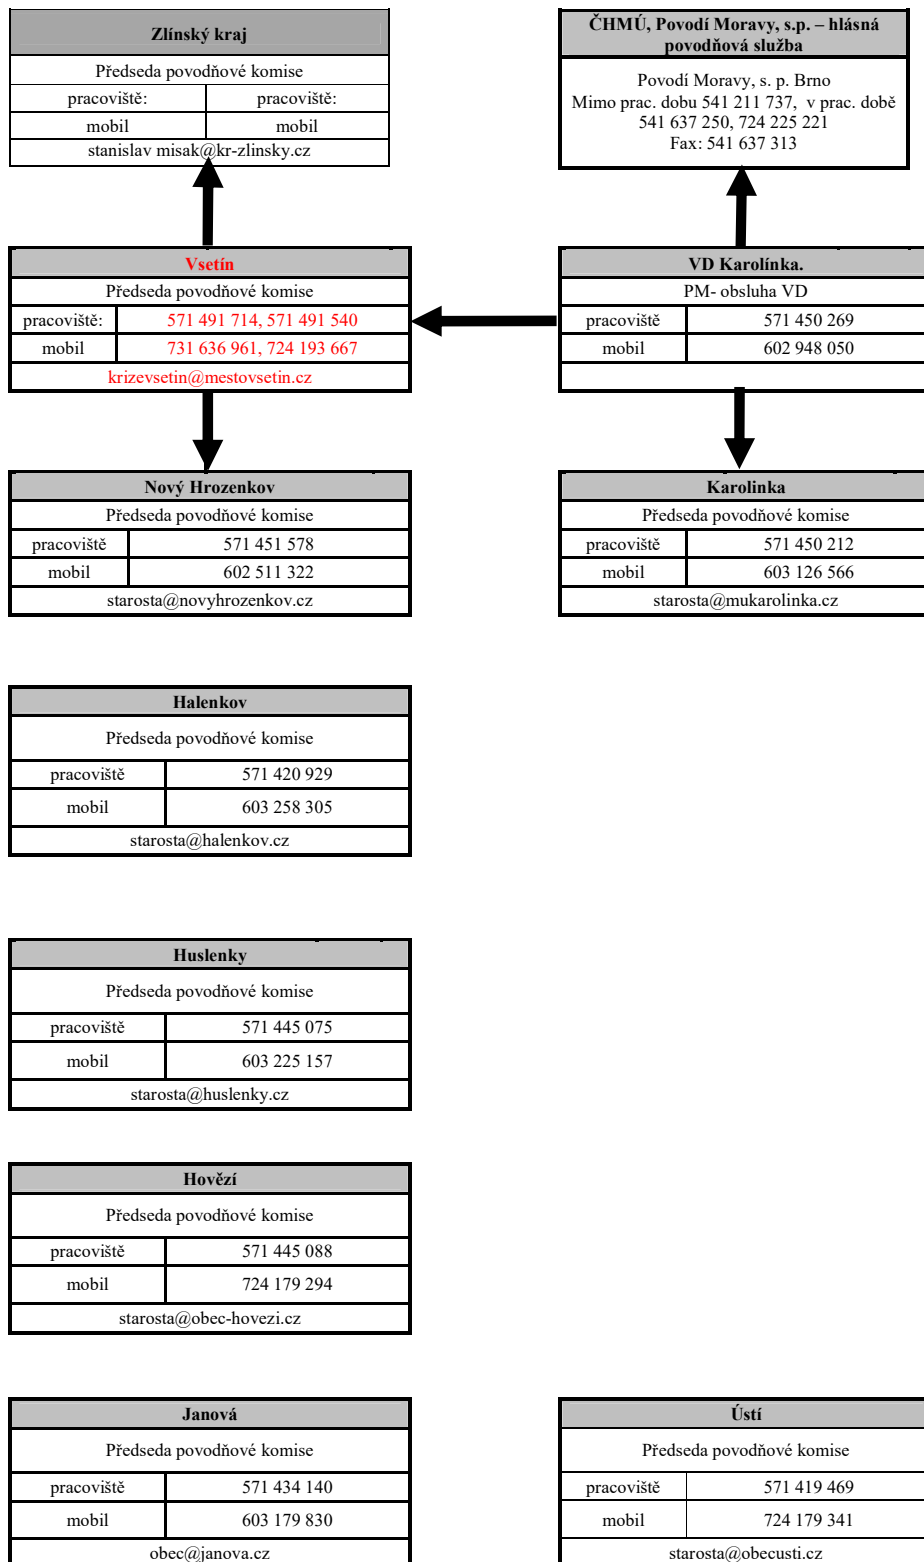 Zlínský kraj
Předseda povodňové komise
pracoviště: pracoviště:
mobil mobil
stanislav misak@kr-zlinsky.cz
ČHMÚ, Povodí Moravy, s.p. – hlásná
povodňová služba
Povodí Moravy, s. p. Brno
Mimo prac. dobu 541 211 737, v prac. době
541 637 250, 724 225 221
Fax: 541 637 313
Vsetín
Předseda povodňové komise
pracoviště: 571 491 714, 571 491 540
mobil 731 636 961, 724 193 667
krizevsetin@mestovsetin.cz
VD Karolínka.
PM- obsluha VD
pracoviště 571 450 269
mobil 602 948 050
Nový Hrozenkov
Předseda povodňové komise
pracoviště 571 451 578
mobil 602 511 322
starosta@novyhrozenkov.cz
Karolinka
Předseda povodňové komise
pracoviště 571 450 212
mobil 603 126 566
starosta@mukarolinka.cz
Halenkov
Předseda povodňové komise
pracoviště 571 420 929
mobil 603 258 305
starosta@halenkov.cz
Huslenky
Předseda povodňové komise
pracoviště 571 445 075
mobil 603 225 157
starosta@huslenky.cz
Hovězí
Předseda povodňové komise
pracoviště 571 445 088
mobil 724 179 294
starosta@obec-hovezi.cz
Janová
Předseda povodňové komise
pracoviště 571 434 140
mobil 603 179 830
obec@janova.cz
Ústí
Předseda povodňové komise
pracoviště 571 419 469
mobil 724 179 341
starosta@obecusti.cz